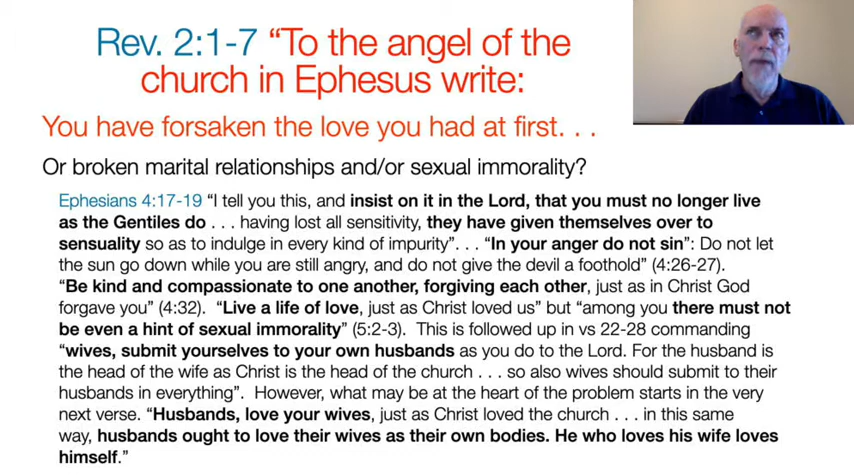 Rev. 2:1-7 “To the angel of the
church in Ephesus write:
You have forsaken the love you had at first. . .
Or broken marital relationships and/or sexual immorality?
Ephesians 4:17-19 “I tell you this, and insist on it in the Lord, that you must no longer live
as the Gentiles do . . . having lost all sensitivity, they have given themselves over to
sensuality so as to indulge in every kind of impurity”. . . “In your anger do not sin”: Do not let
the sun go down while you are still angry, and do not give the devil a foothold” (4:26-27).
“Be kind and compassionate to one another, forgiving each other, just as in Christ God
forgave you” (4:32). “Live a life of love, just as Christ loved us” but “among you there must not
be even a hint of sexual immorality” (5:2-3). This is followed up in vs 22-28 commanding
“wives, submit yourselves to your own husbands as you do to the Lord. For the husband is
the head of the wife as Christ is the head of the church . . . so also wives should submit to their
husbands in everything”. However, what may be at the heart of the problem starts in the very
next verse. “Husbands, love your wives, just as Christ loved the church . . . in this same
way, husbands ought to love their wives as their own bodies. He who loves his wife loves
himself.”